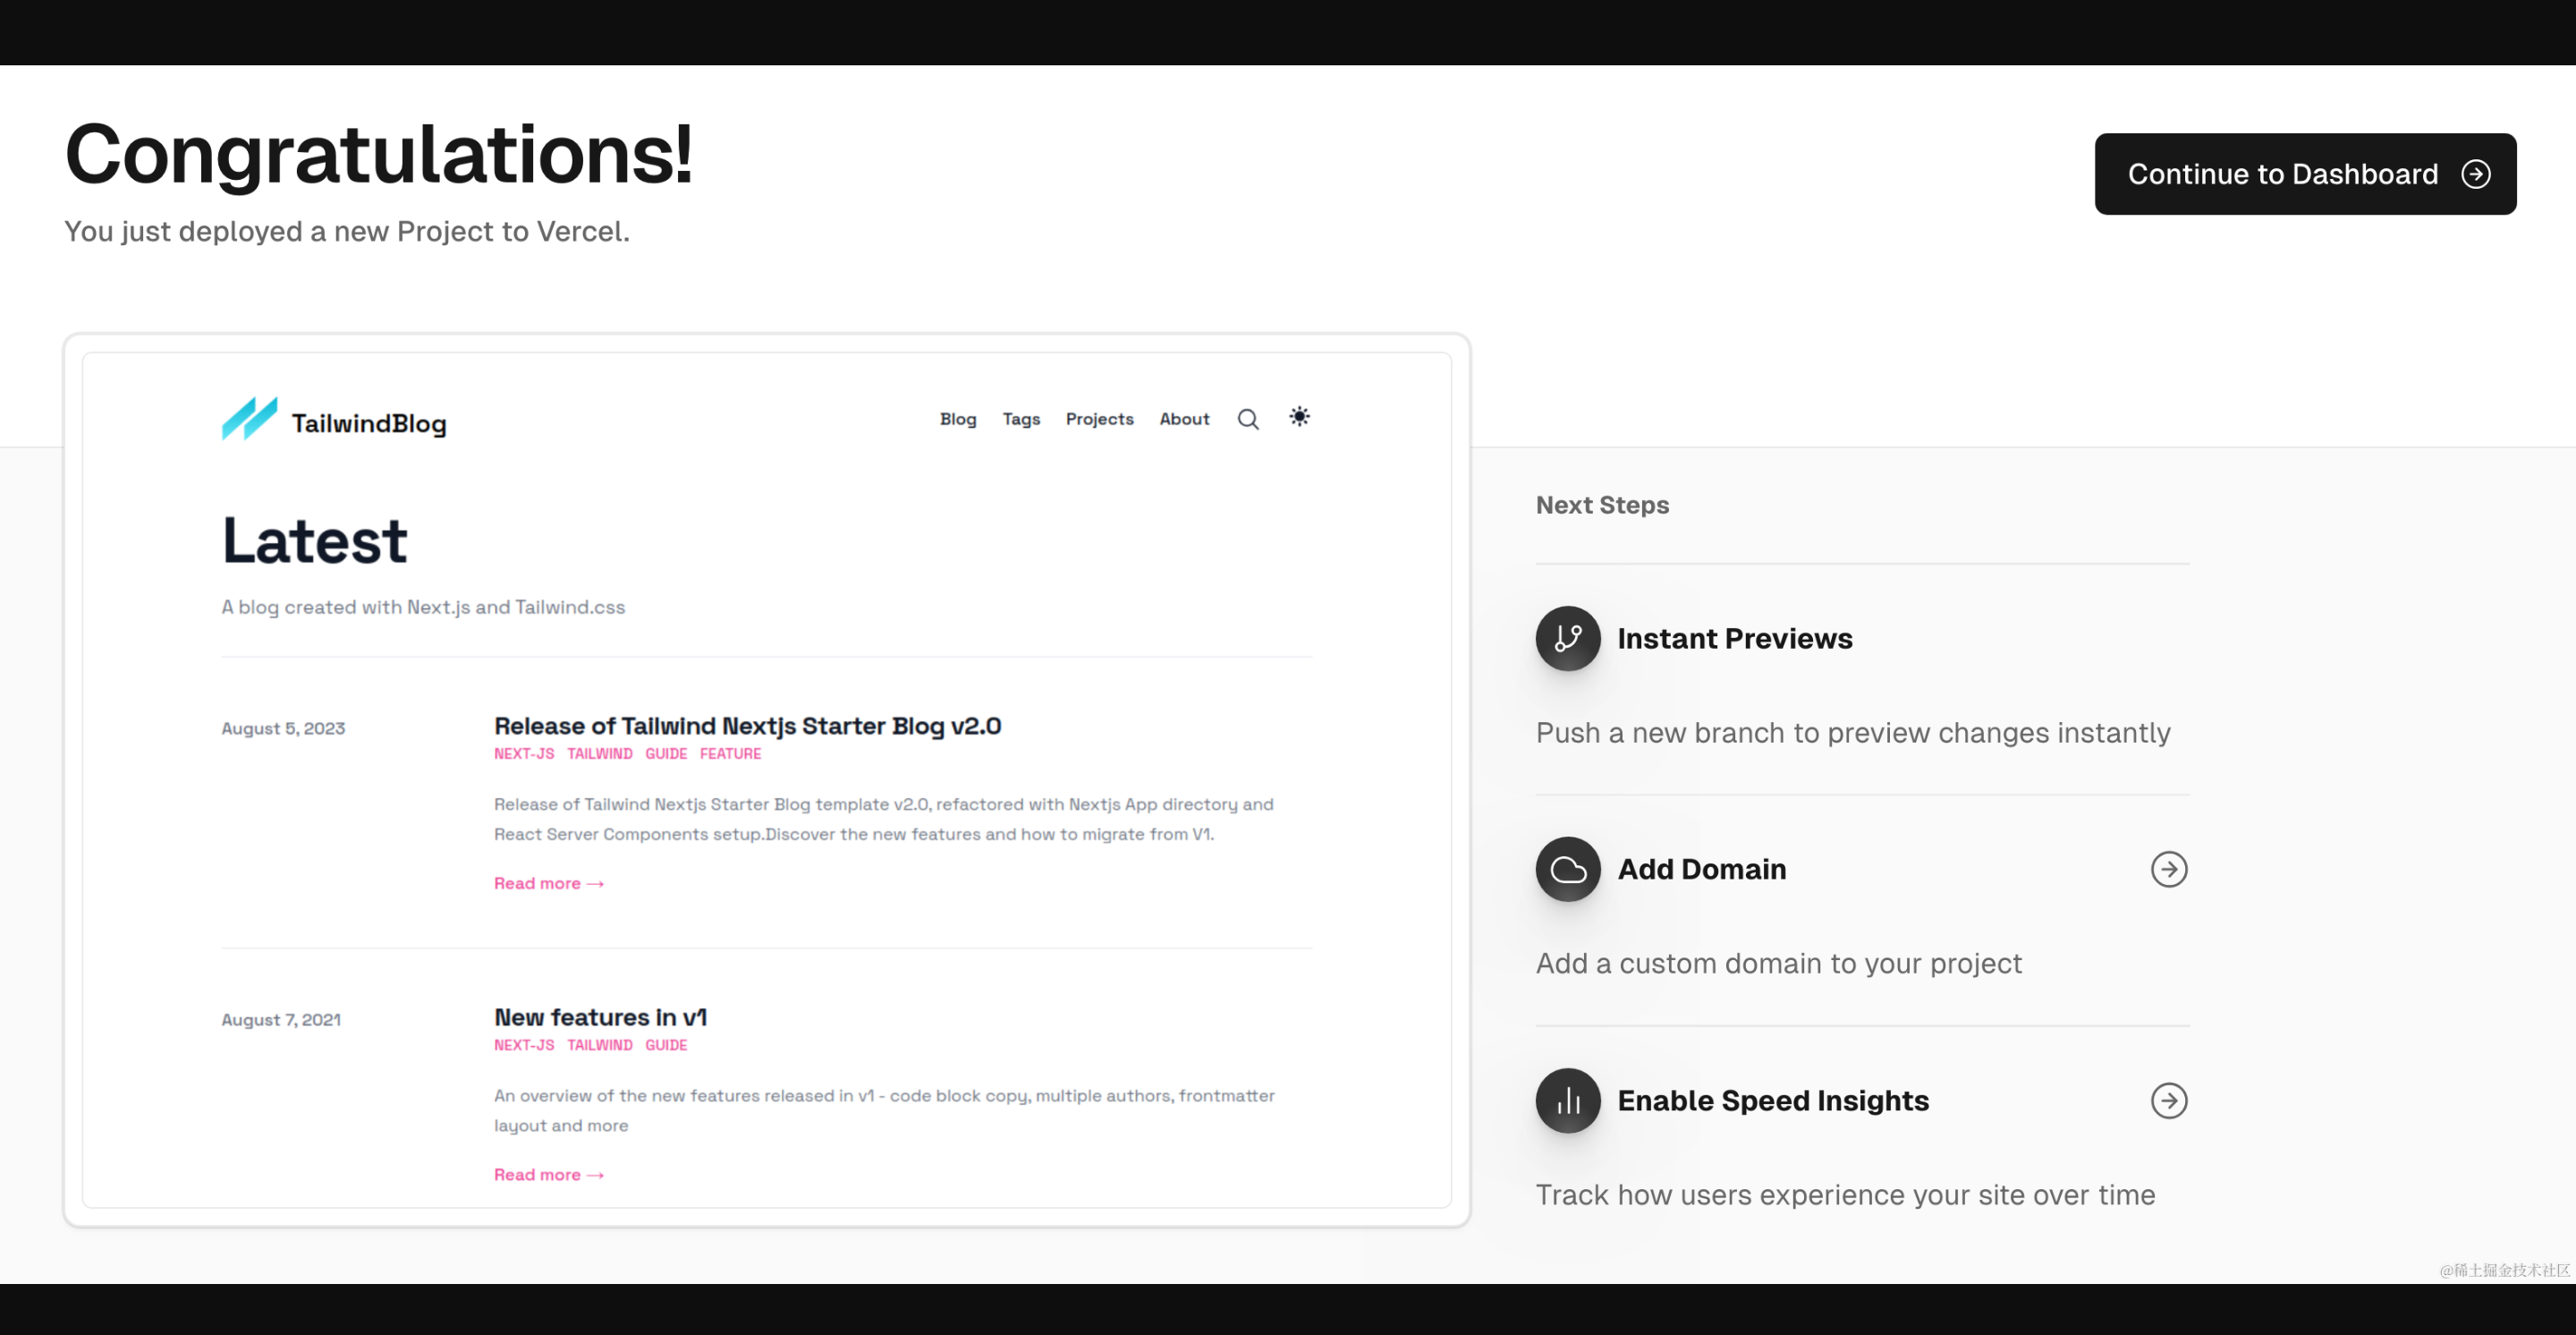 Congratulations!
You just deployed a new Project to Vercel.
Continue to Dashboard
TailwindBlog
Blog Tags Projects About
Latest
A blog created with Next.js and Tailwind.css
August 5, 2023
Release of Tailwind Nextjs Starter Blog v2.0
NEXT-JS TAILWIND GUIDE FEATURE
Release of Tailwind Nextjs Starter Blog template v2.0, refactored with Nextjs App directory and
React Server Components setup.Discover the new features and how to migrate from V1.
Read more →
August 7, 2021
New features in v1
NEXT-JS TAILWIND GUIDE
An overview of the new features released in v1 - code block copy, multiple authors, frontmatter
layout and more
Read more →
Next Steps
Instant Previews
Push a new branch to preview changes instantly
Add Domain
Add a custom domain to your project
Enable Speed Insights
Track how users experience your site over time
@稀土掘金技术社区